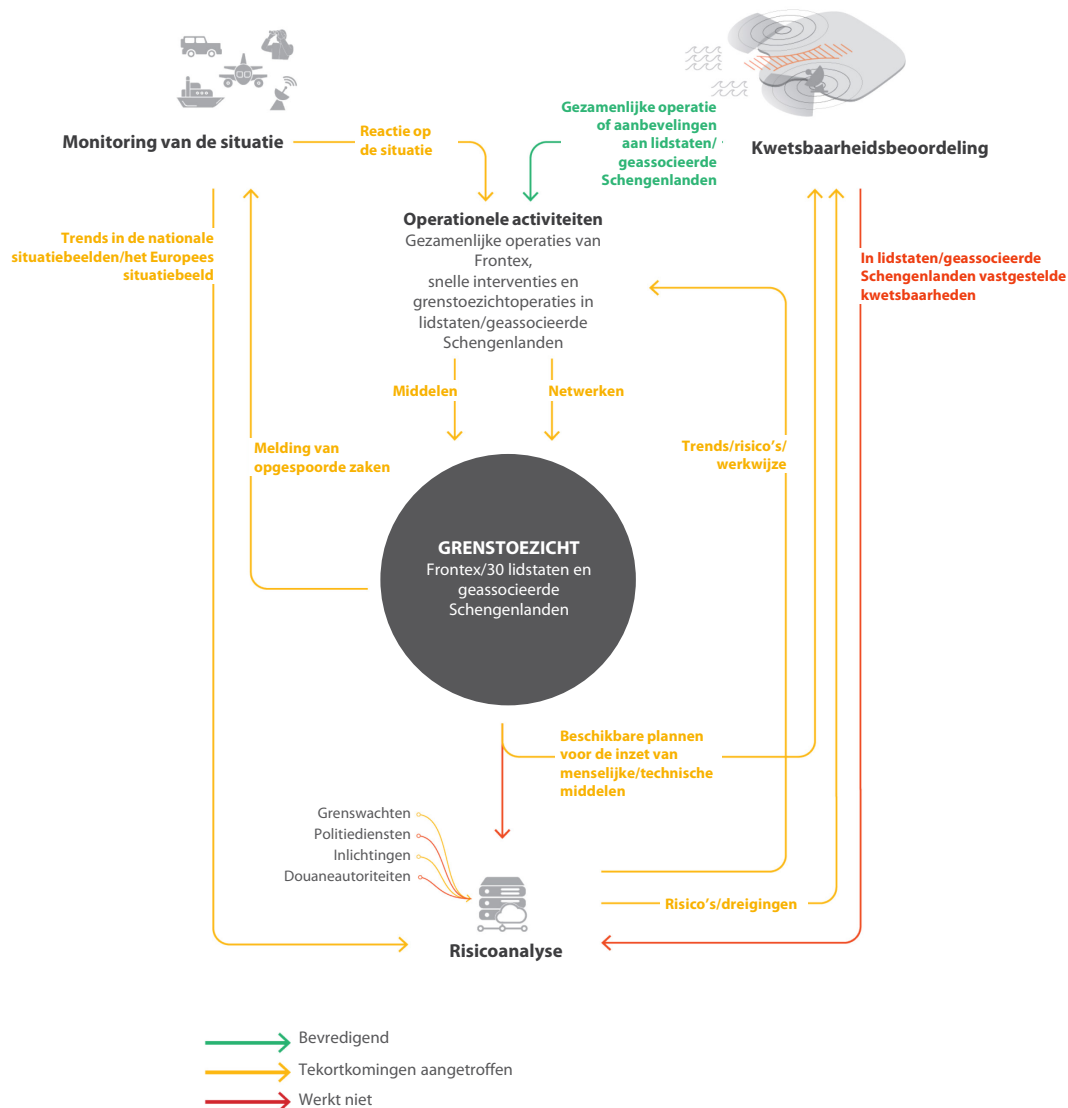 Monitoring van de situatie
Reactie op
de situatie
Gezamenlijke operatie
of aanbevelingen
aan lidstaten/
geassocieerde
Schengenlanden
Kwetsbaarheidsbeoordeling
Trends in de nationale
situatiebeelden/het Europees
situatiebeeld
Operationele activiteiten
Gezamenlijke operaties van
Frontex,
snelle interventies en
grenstoezichtoperaties in
lidstaten/geassocieerde
Schengenlanden
In lidstaten/geassocieerde
Schengenlanden vastgestelde
kwetsbaarheden
Middelen
Netwerken
Melding van
opgespoorde zaken
Trends/risico's/
werkwijze
GRENSTOEZICHT
Frontex/30 lidstaten en
geassocieerde
Schengenlanden
Beschikbare plannen
voor de inzet van
menselijke/technische
middelen
Grenswachten
Politiediensten
Inlichtingen
Douaneautoriteiten
Risico's/dreigingen
Risicoanalyse
Bevredigend
Tekortkomingen aangetroffen
Werkt niet